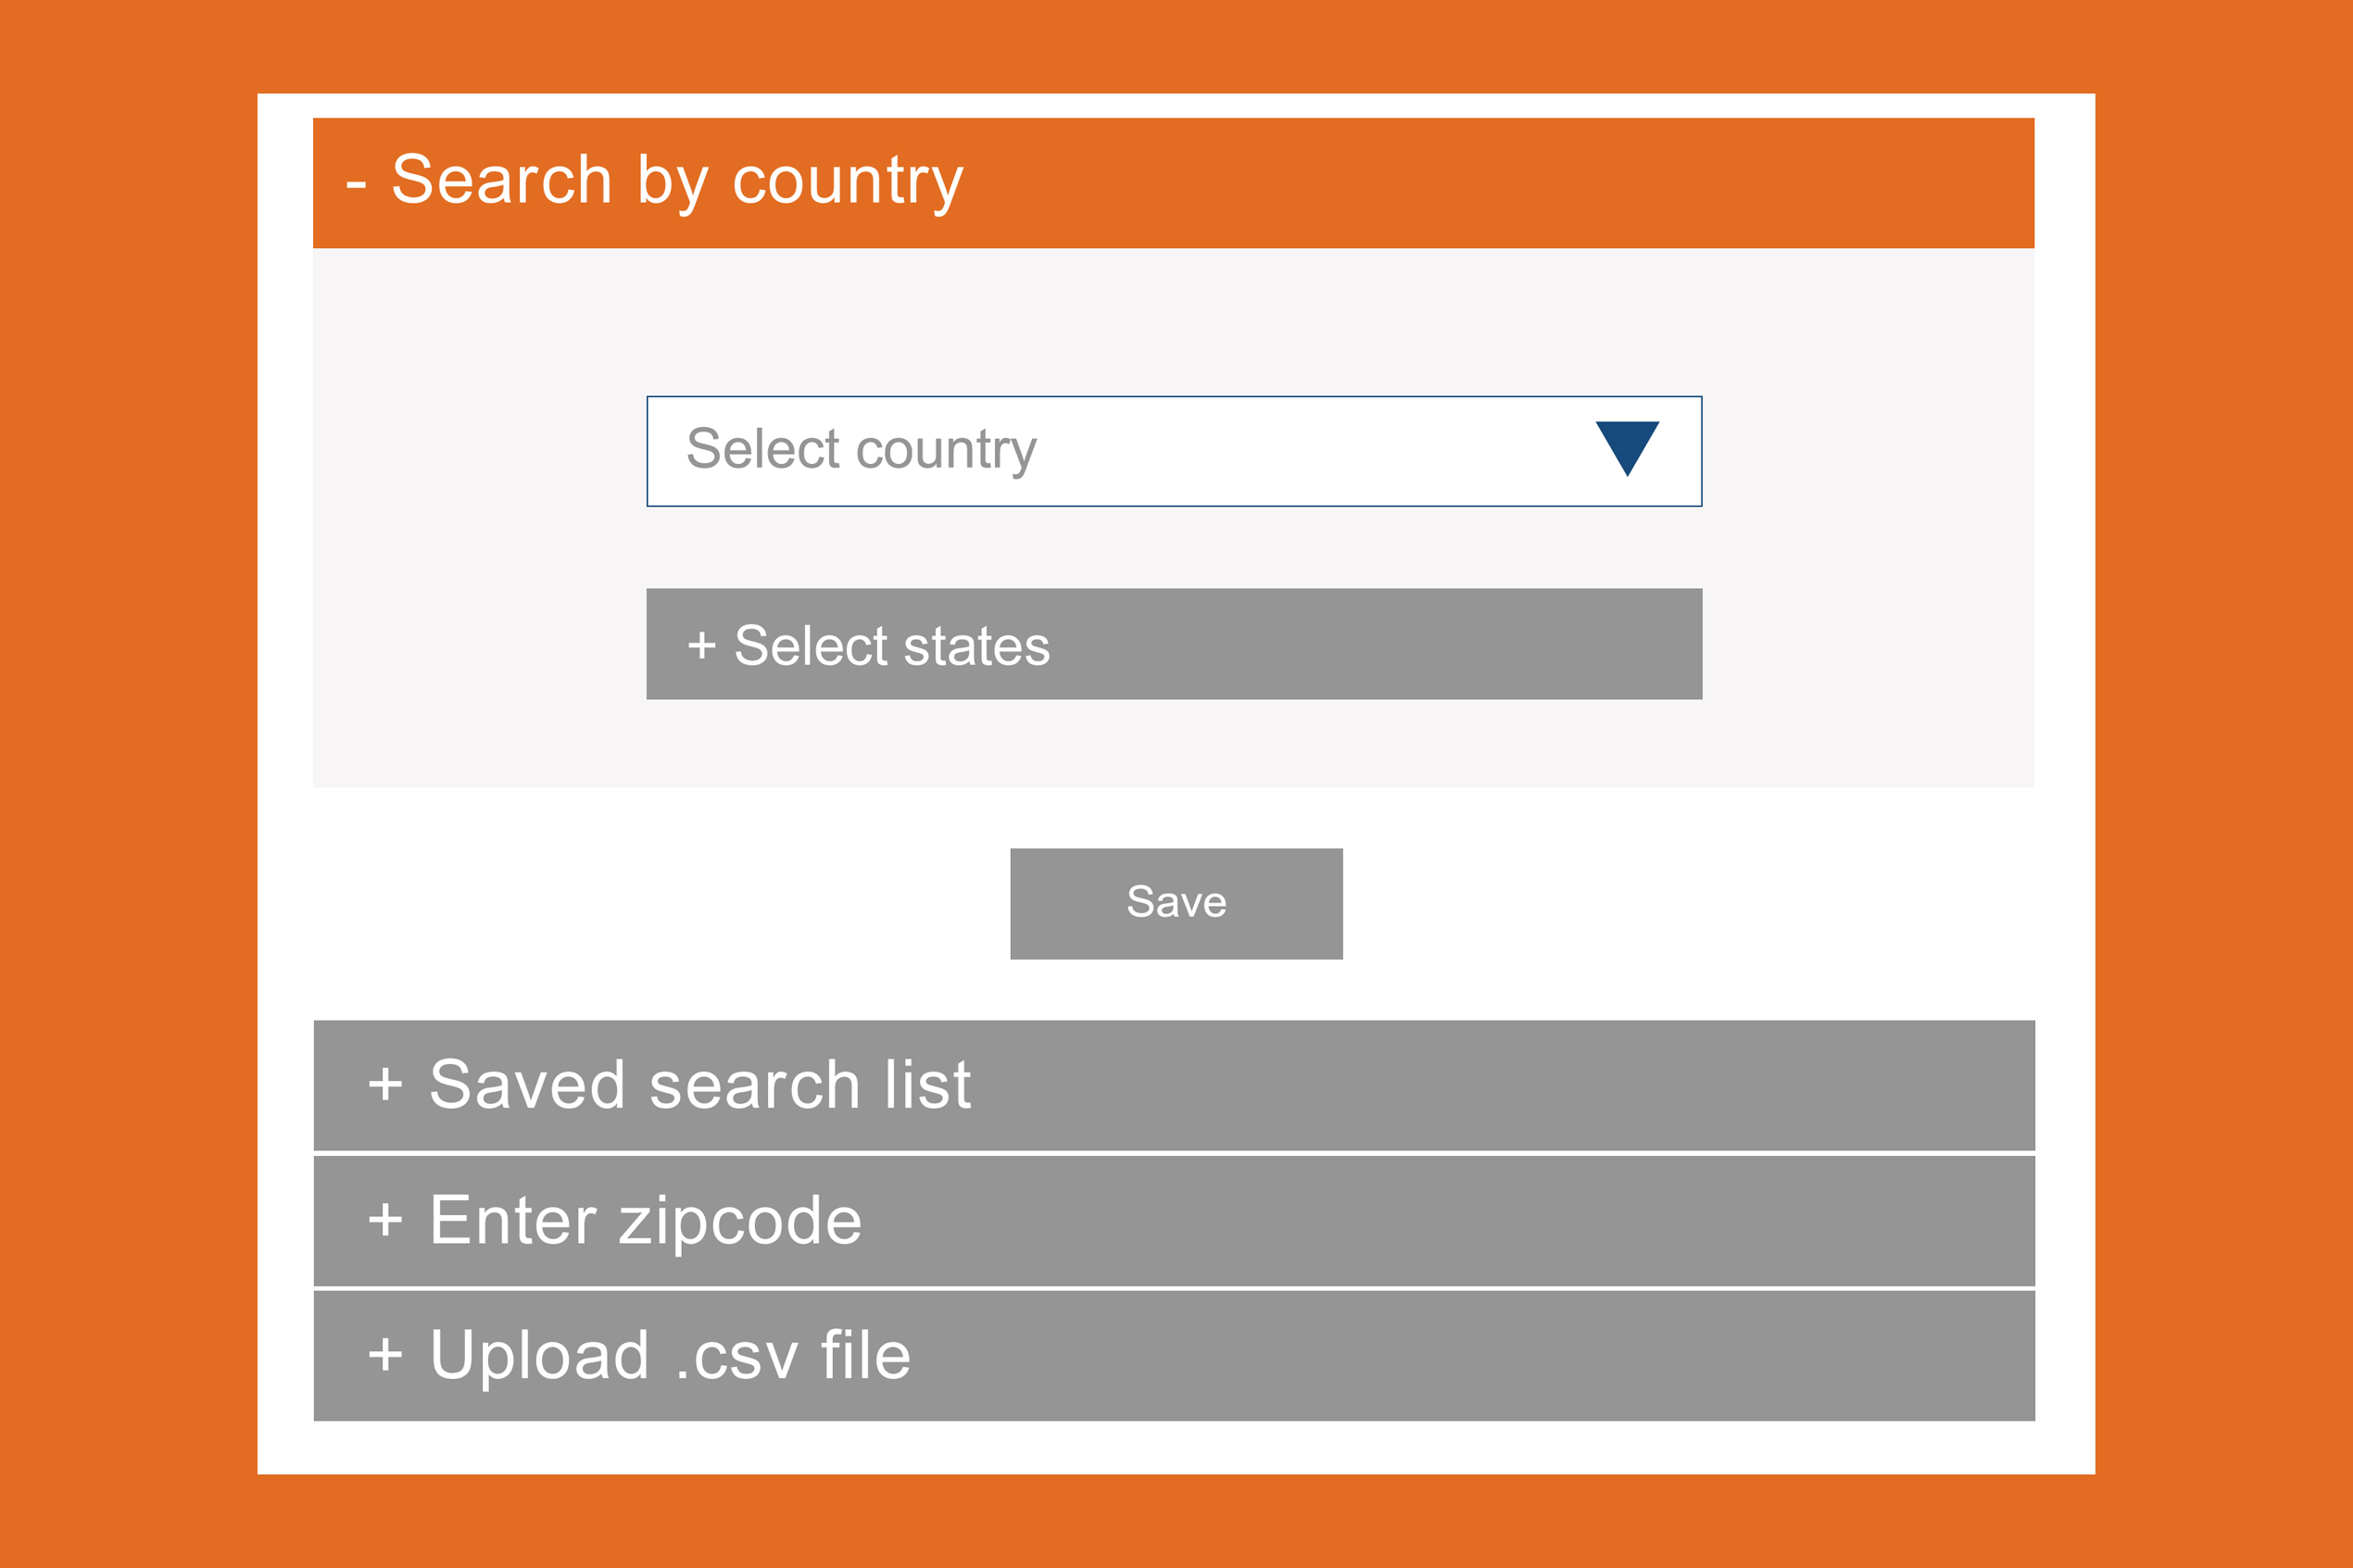 - Search by country
Select country
+ Select states
Save
+ Saved search list
+ Enter zipcode
+ Upload .csv file